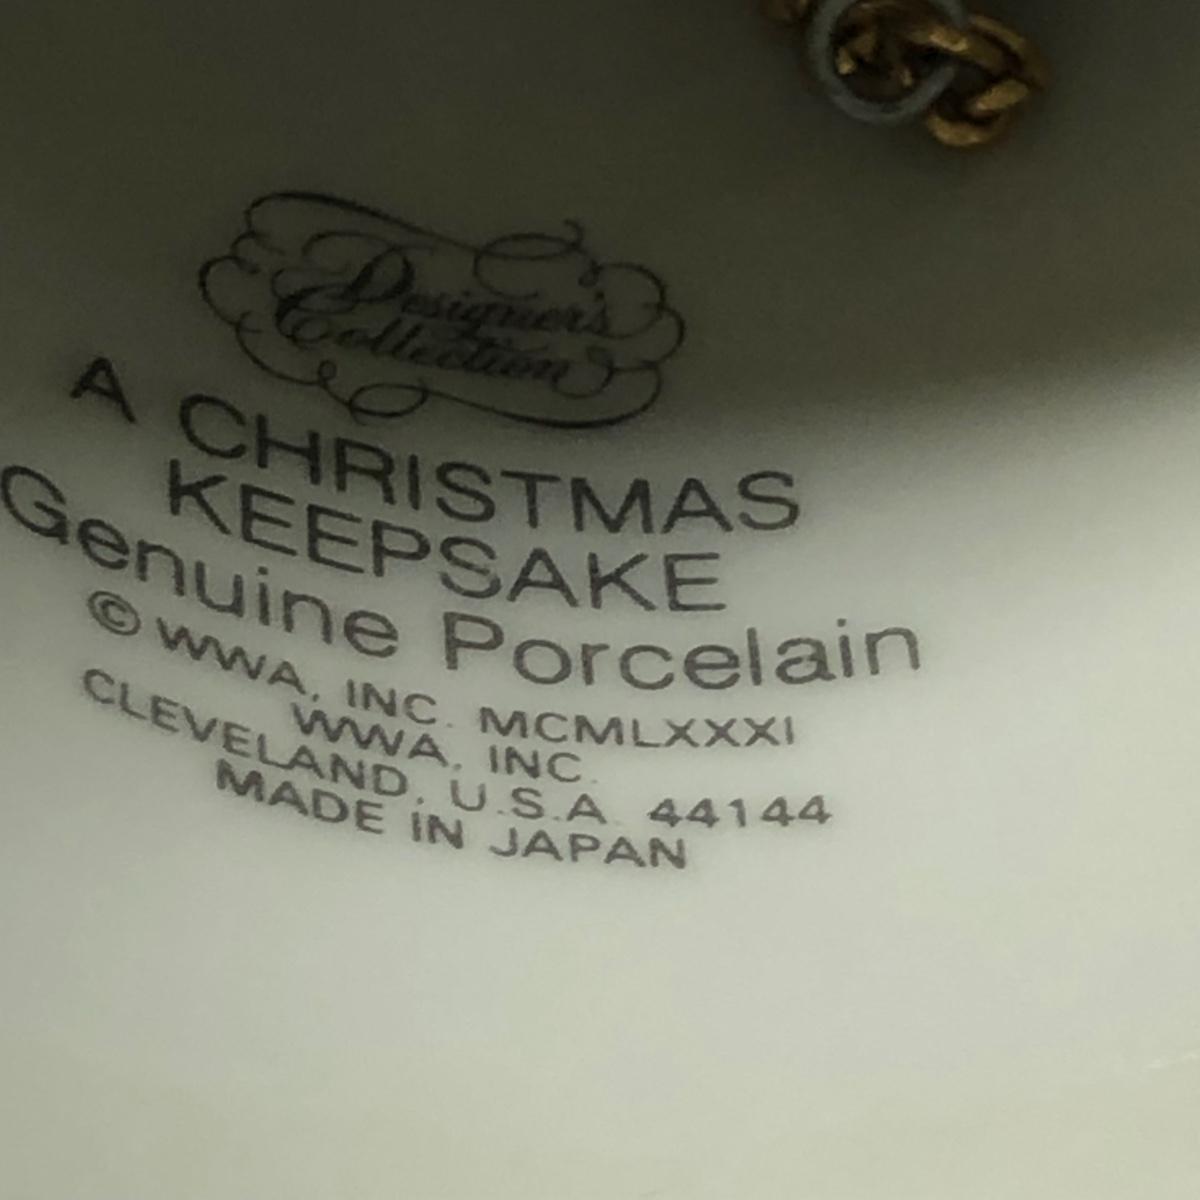 Designer's
Collection
A CHRISTMAS
KEEPSAKE
Genuine Porcelain
© WWA, INC. MCMLXXXI
WWA, INC.
CLEVELAND, U.S.A. 44144
MADE IN JAPAN